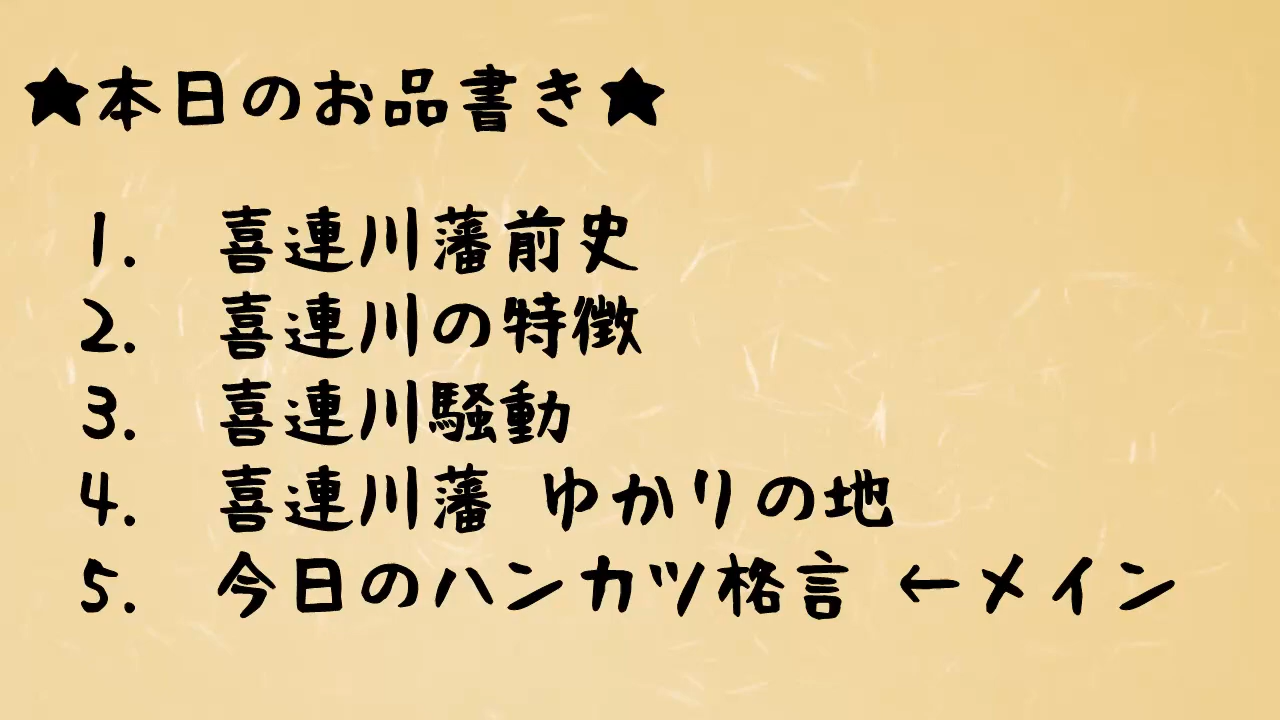 ★本日のお品書き★
1. 喜連川藩前史
2. 喜連川の特徴
3. 喜連川騒動
4. 喜連川藩 ゆかりの地
5. 今日のハンカツ格言 ←メイン